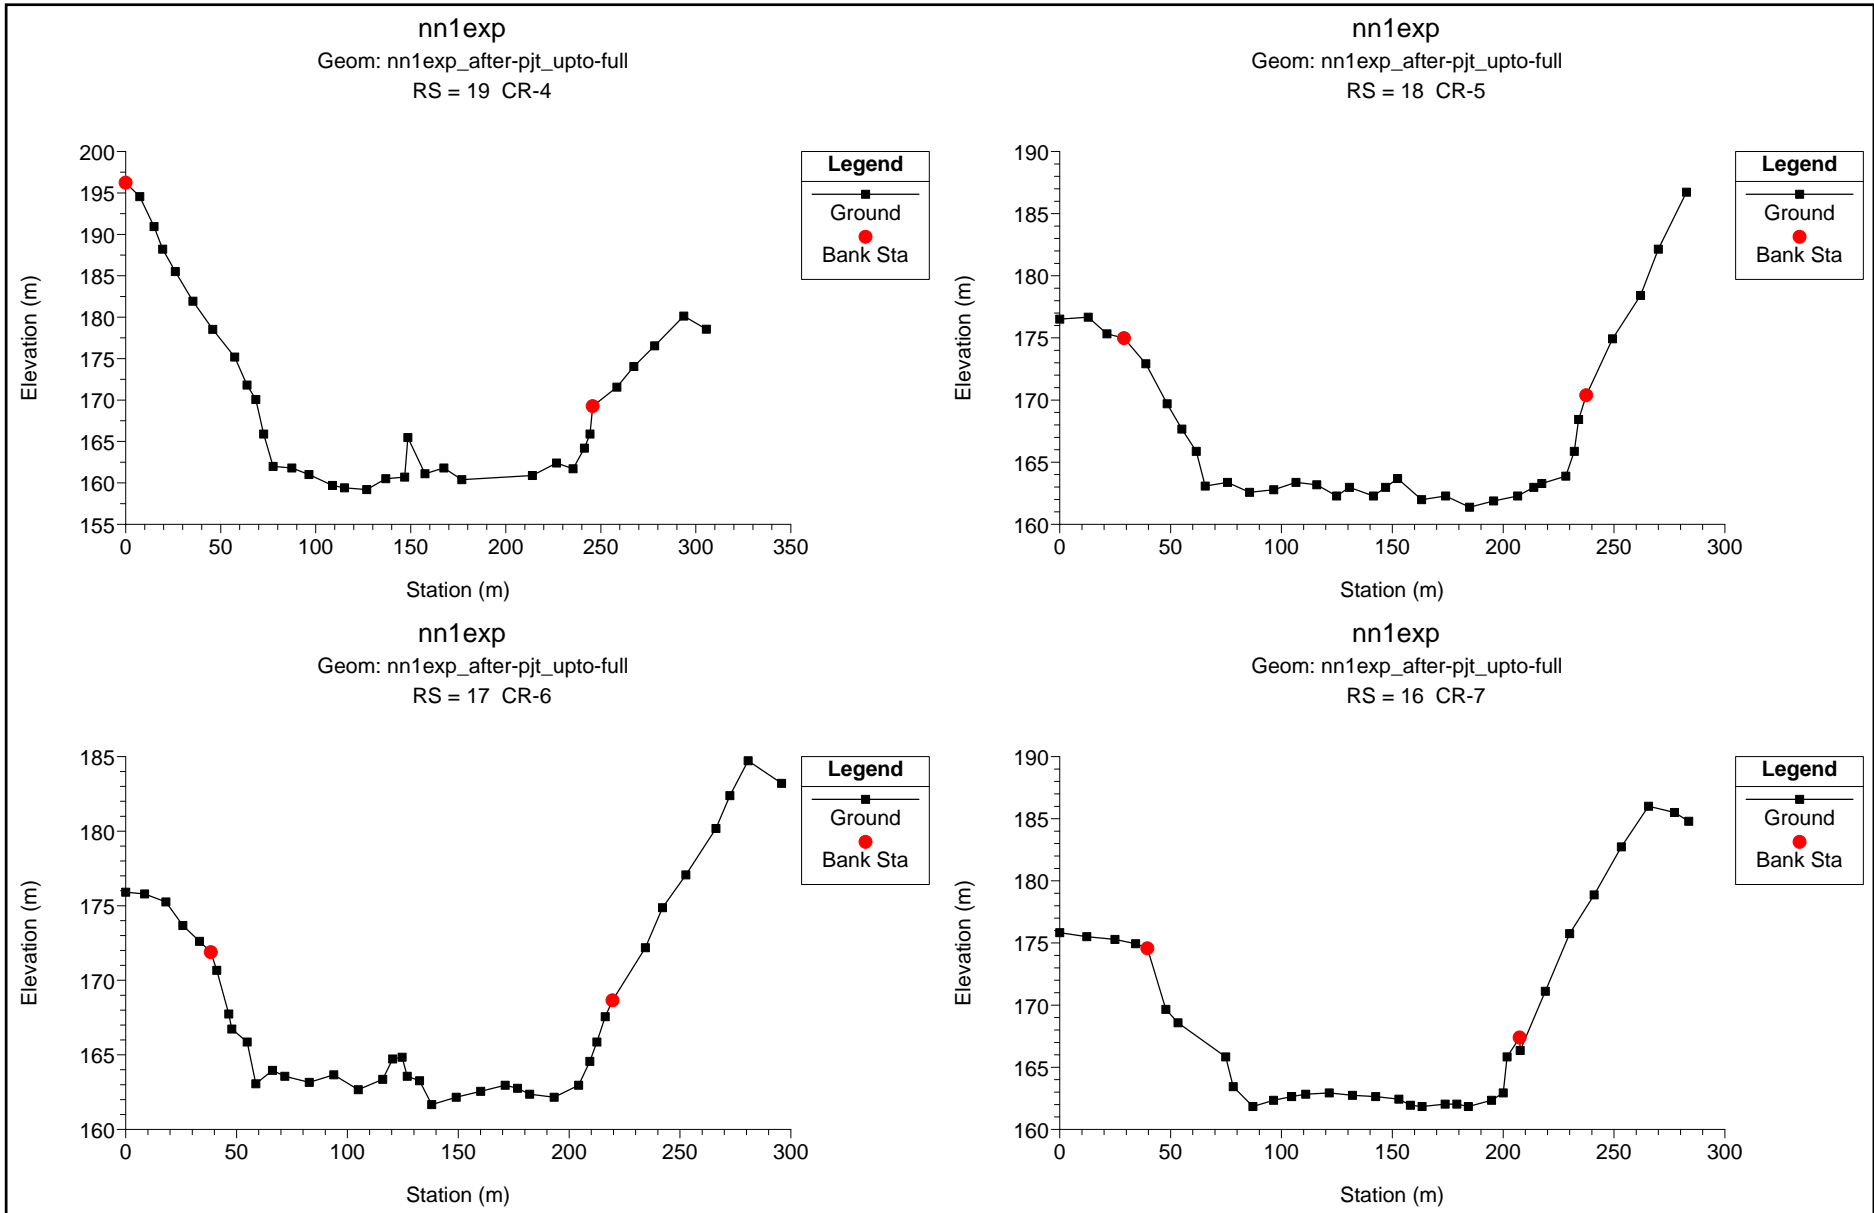 nn1exp
Geom: nn1exp_after-pjt_upto-full
RS = 19 CR-4
200
195
190
185
180
175
170
165
160
155
0 50 100 150 200 250 300 350
Elevation (m)
Station (m)
Legend
Ground
Bank Sta
nn1exp
Geom: nn1exp_after-pjt_upto-full
RS = 18 CR-5
190
185
180
175
170
165
160
0 50 100 150 200 250 300
Elevation (m)
Station (m)
Legend
Ground
Bank Sta
nn1exp
Geom: nn1exp_after-pjt_upto-full
RS = 17 CR-6
185
180
175
170
165
160
0 50 100 150 200 250 300
Elevation (m)
Station (m)
Legend
Ground
Bank Sta
nn1exp
Geom: nn1exp_after-pjt_upto-full
RS = 16 CR-7
190
185
180
175
170
165
160
0 50 100 150 200 250 300
Elevation (m)
Station (m)
Legend
Ground
Bank Sta